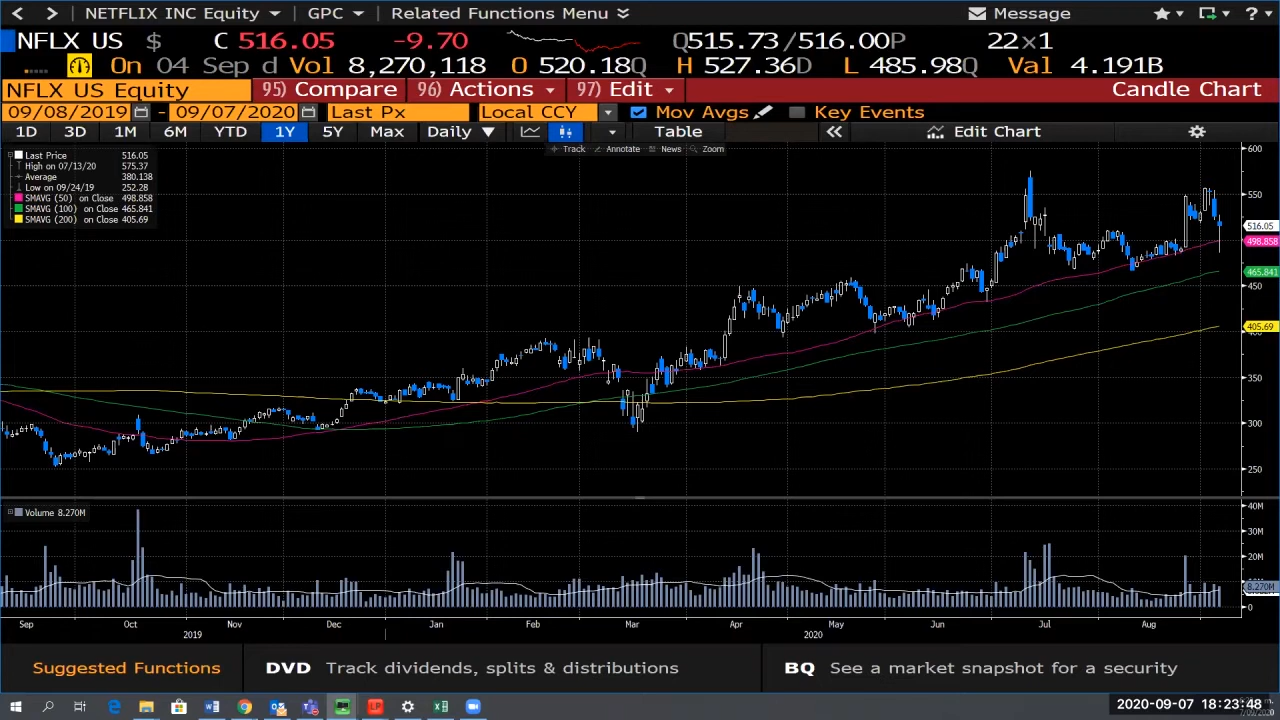 NETFLIX INC Equity GPC Related Functions Menu Message ?
NFLX US $ C 516.05 -9.70 Q515.73/516.00P 22×1
On 04 Sep d Vol 8,270,118 O 520.18Q H 527.36D L 485.98Q Val 4.191B
NFLX US Equity 95) Compare 96) Actions 97) Edit Candle Chart
09/08/2019 - 09/07/2020 Last Px Local CCY Mov Avgs Key Events
1D 3D 1M 6M YTD 1Y 5Y Max Daily ▼ Table « Edit Chart
Track Annotate News Zoom
Last Price 516.05
High on 07/13/20 575.37
Average 380.138
Low on 09/24/19 252.28
SMAVG (50) on Close 498.858
SMAVG (100) on Close 465.841
SMAVG (200) on Close 405.69
600
550
516.05
498.858
465.841
450
405.69
400
350
300
250
Volume 8.270M
40M
30M
20M
8.270M
0
Sep Oct Nov Dec Jan Feb Mar Apr May Jun Jul Aug
2019 2020
Suggested Functions DVD Track dividends, splits & distributions BQ See a market snapshot for a security
2020-09-07 18:23:48